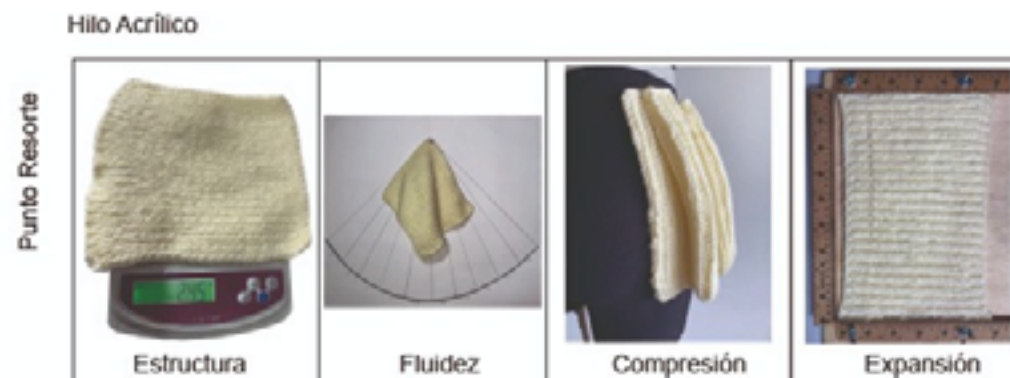 Hilo Acrílico
Punto Resorte
Estructura
Fluidez
Compresión
Expansión